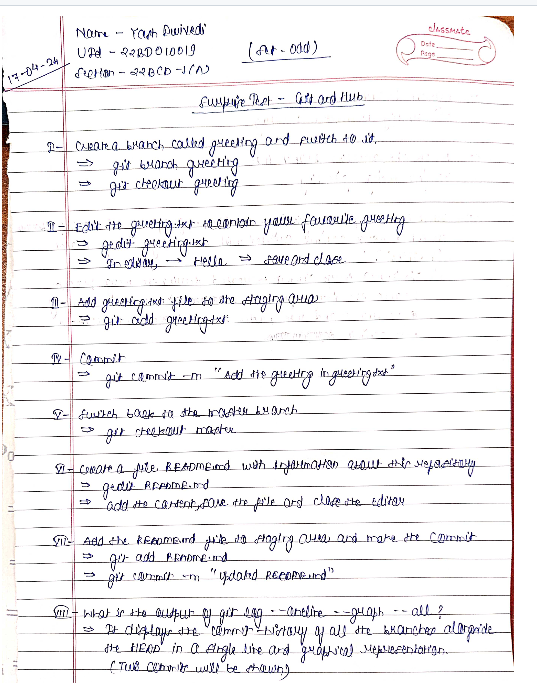 classmate
Date
Page
17-04-24
Name - Yash Dwivedi
UID - 22BDO10019
Section - 22BCD-1(A)
(Set - odd)
Surprise Test - Git and Hub
I- Create a branch called greeting and switch to it.
⇒ git branch greeting
⇒ git checkout greeting
II- Edit the greeting.txt to contain your favourite greeting
⇒ gedit greeting.txt
⇒ In editor, → Hello ⇒ save and close
III- Add greeting.txt file to the staging area
⇒ git add greeting.txt
IV- Commit
⇒ git commit -m "Add the greeting in greeting.txt"
V- Switch back to the master branch
⇒ git checkout master
VI- Create a file README.md with information about this repository
⇒ gedit README.md
⇒ add the content, save the file and close the editor
VII- Add the README.md file to staging area and make the commit
⇒ git add README.md
⇒ git commit -m "Updated README.md"
VIII- What is the output of git log --oneline --graph --all?
⇒ It displays the commit-history of all the branches alongside
the HEAD in a single line and graphical representation.
(Two commits will be shown)